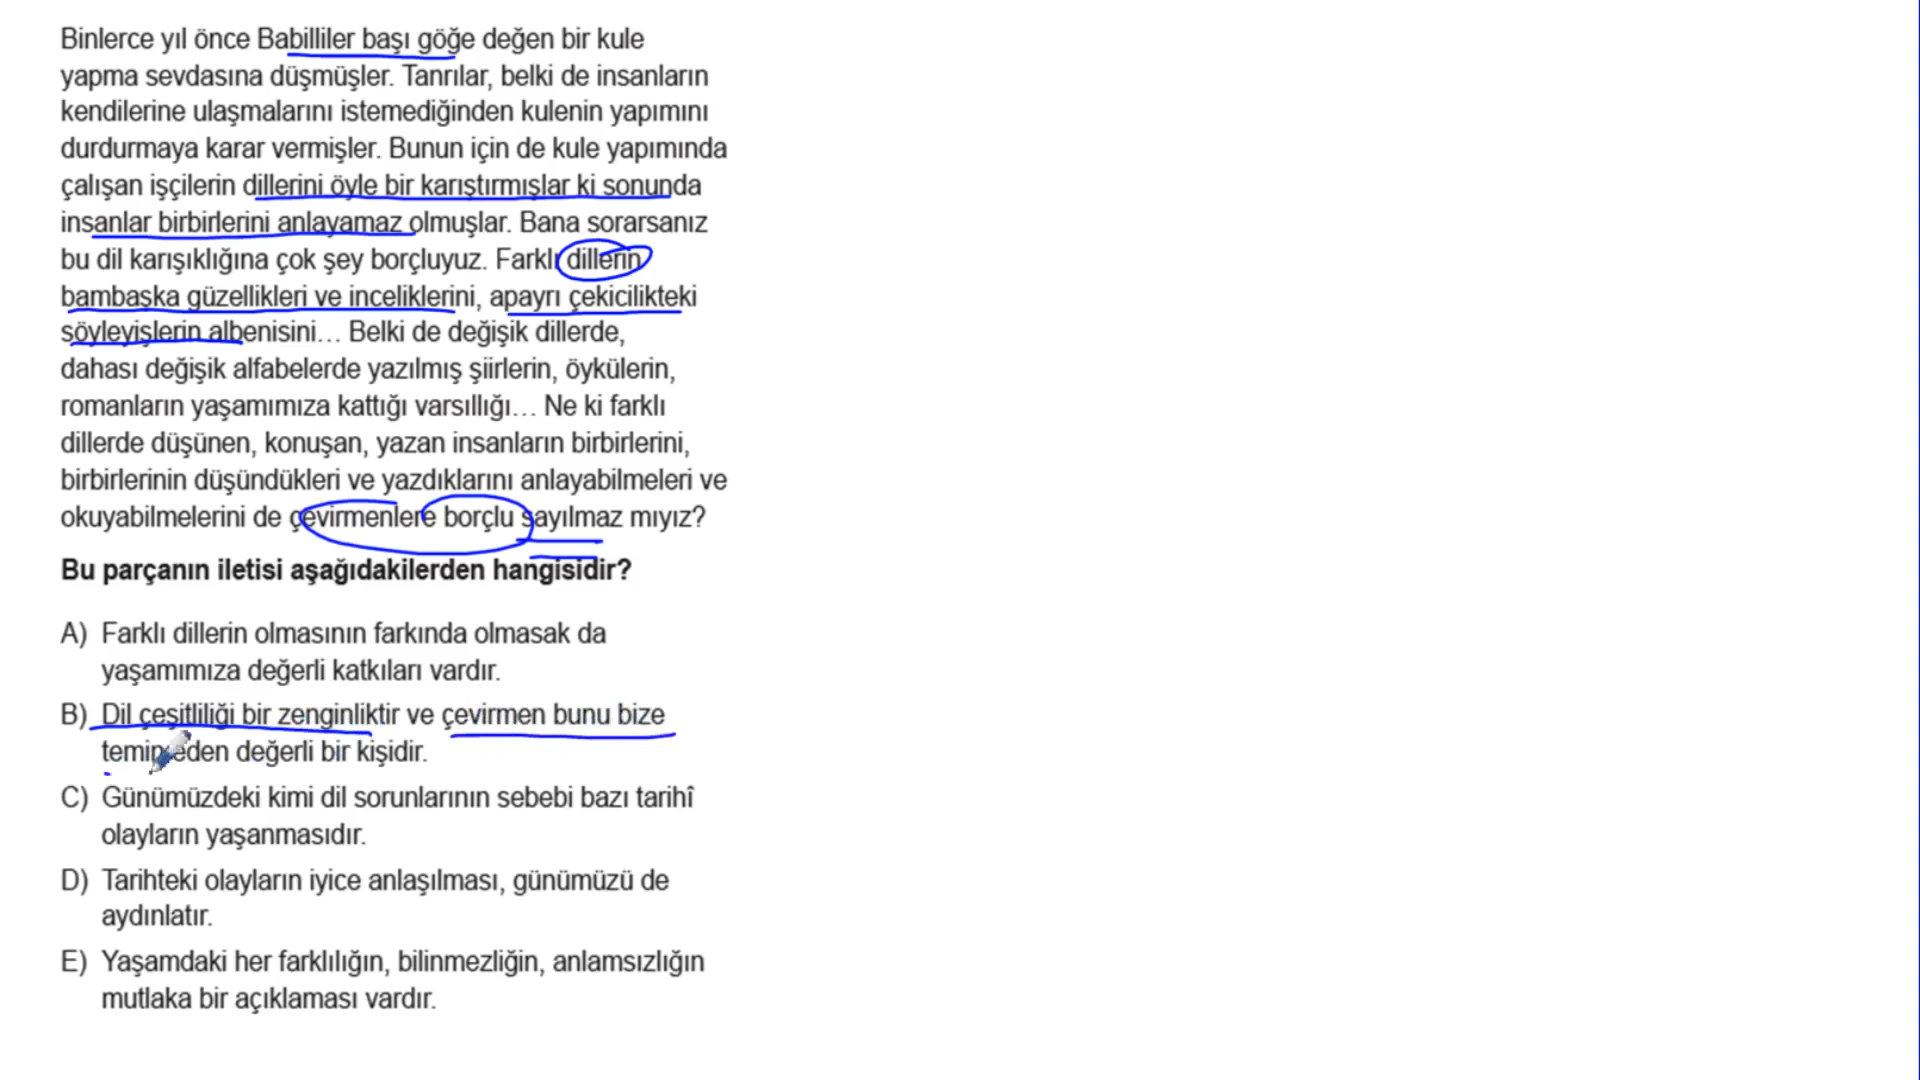 Binlerce yıl önce Babilliler başı göğe değen bir kule
yapma sevdasına düşmüşler. Tanrılar, belki de insanların
kendilerine ulaşmalarını istemediğinden kulenin yapımını
durdurmaya karar vermişler. Bunun için de kule yapımında
çalışan işçilerin dillerini öyle bir karıştırmışlar ki sonunda
insanlar birbirlerini anlayamaz olmuşlar. Bana sorarsanız
bu dil karışıklığına çok şey borçluyuz. Farklı dillerin
bambaşka güzellikleri ve inceliklerini, apayrı çekicilikteki
söyleyişlerin albenisini... Belki de değişik dillerde,
dahası değişik alfabelerde yazılmış şiirlerin, öykülerin,
romanların yaşamımıza kattığı varsıllığı... Ne ki farklı
dillerde düşünen, konuşan, yazan insanların birbirlerini,
birbirlerinin düşündükleri ve yazdıklarını anlayabilmeleri ve
okuyabilmelerini de çevirmenlere borçlu sayılmaz mıyız?
Bu parçanın iletisi aşağıdakilerden hangisidir?
A) Farklı dillerin olmasının farkında olmasak da
yaşamımıza değerli katkıları vardır.
B) Dil çeşitliliği bir zenginliktir ve çevirmen bunu bize
temin eden değerli bir kişidir.
C) Günümüzdeki kimi dil sorunlarının sebebi bazı tarihî
olayların yaşanmasıdır.
D) Tarihteki olayların iyice anlaşılması, günümüzü de
aydınlatır.
E) Yaşamdaki her farklılığın, bilinmezliğin, anlamsızlığın
mutlaka bir açıklaması vardır.